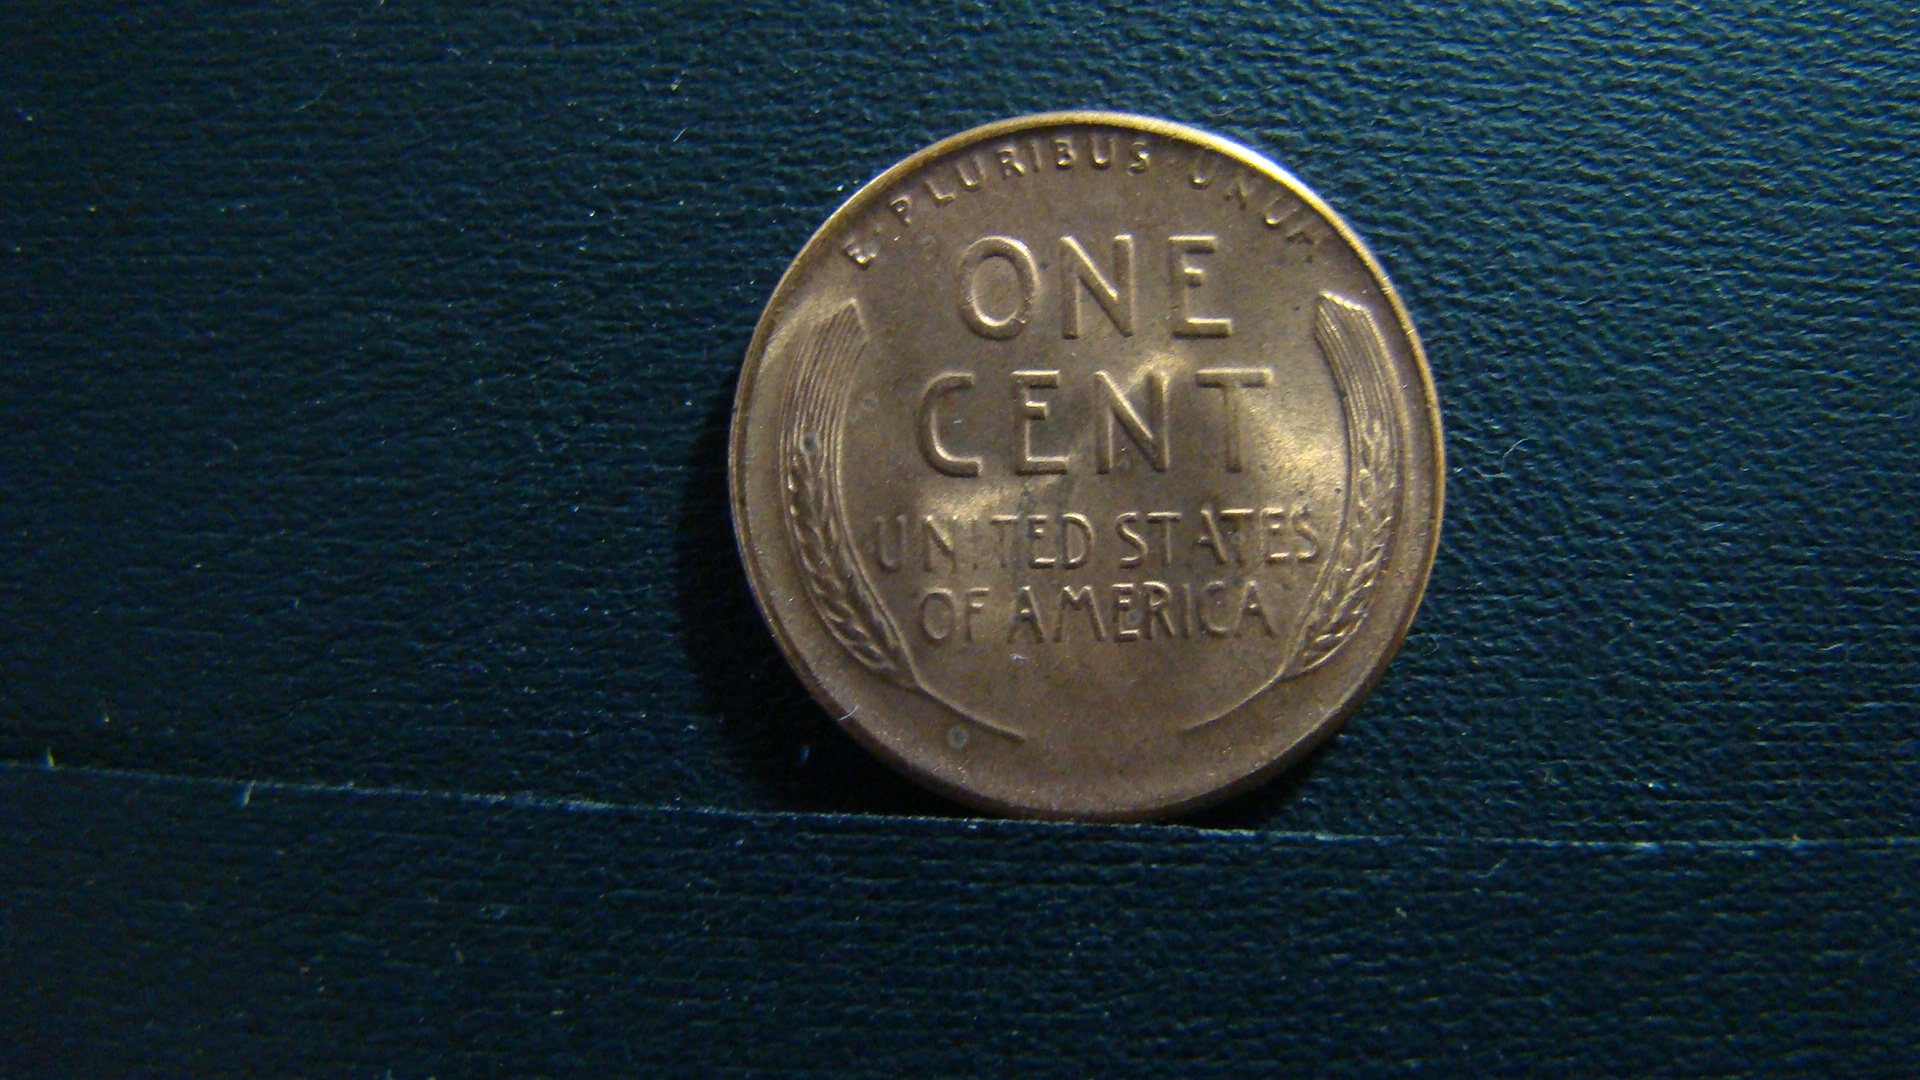 E·PLURIBUS·UNUM
ONE
CENT
UNITED STATES
OF AMERICA